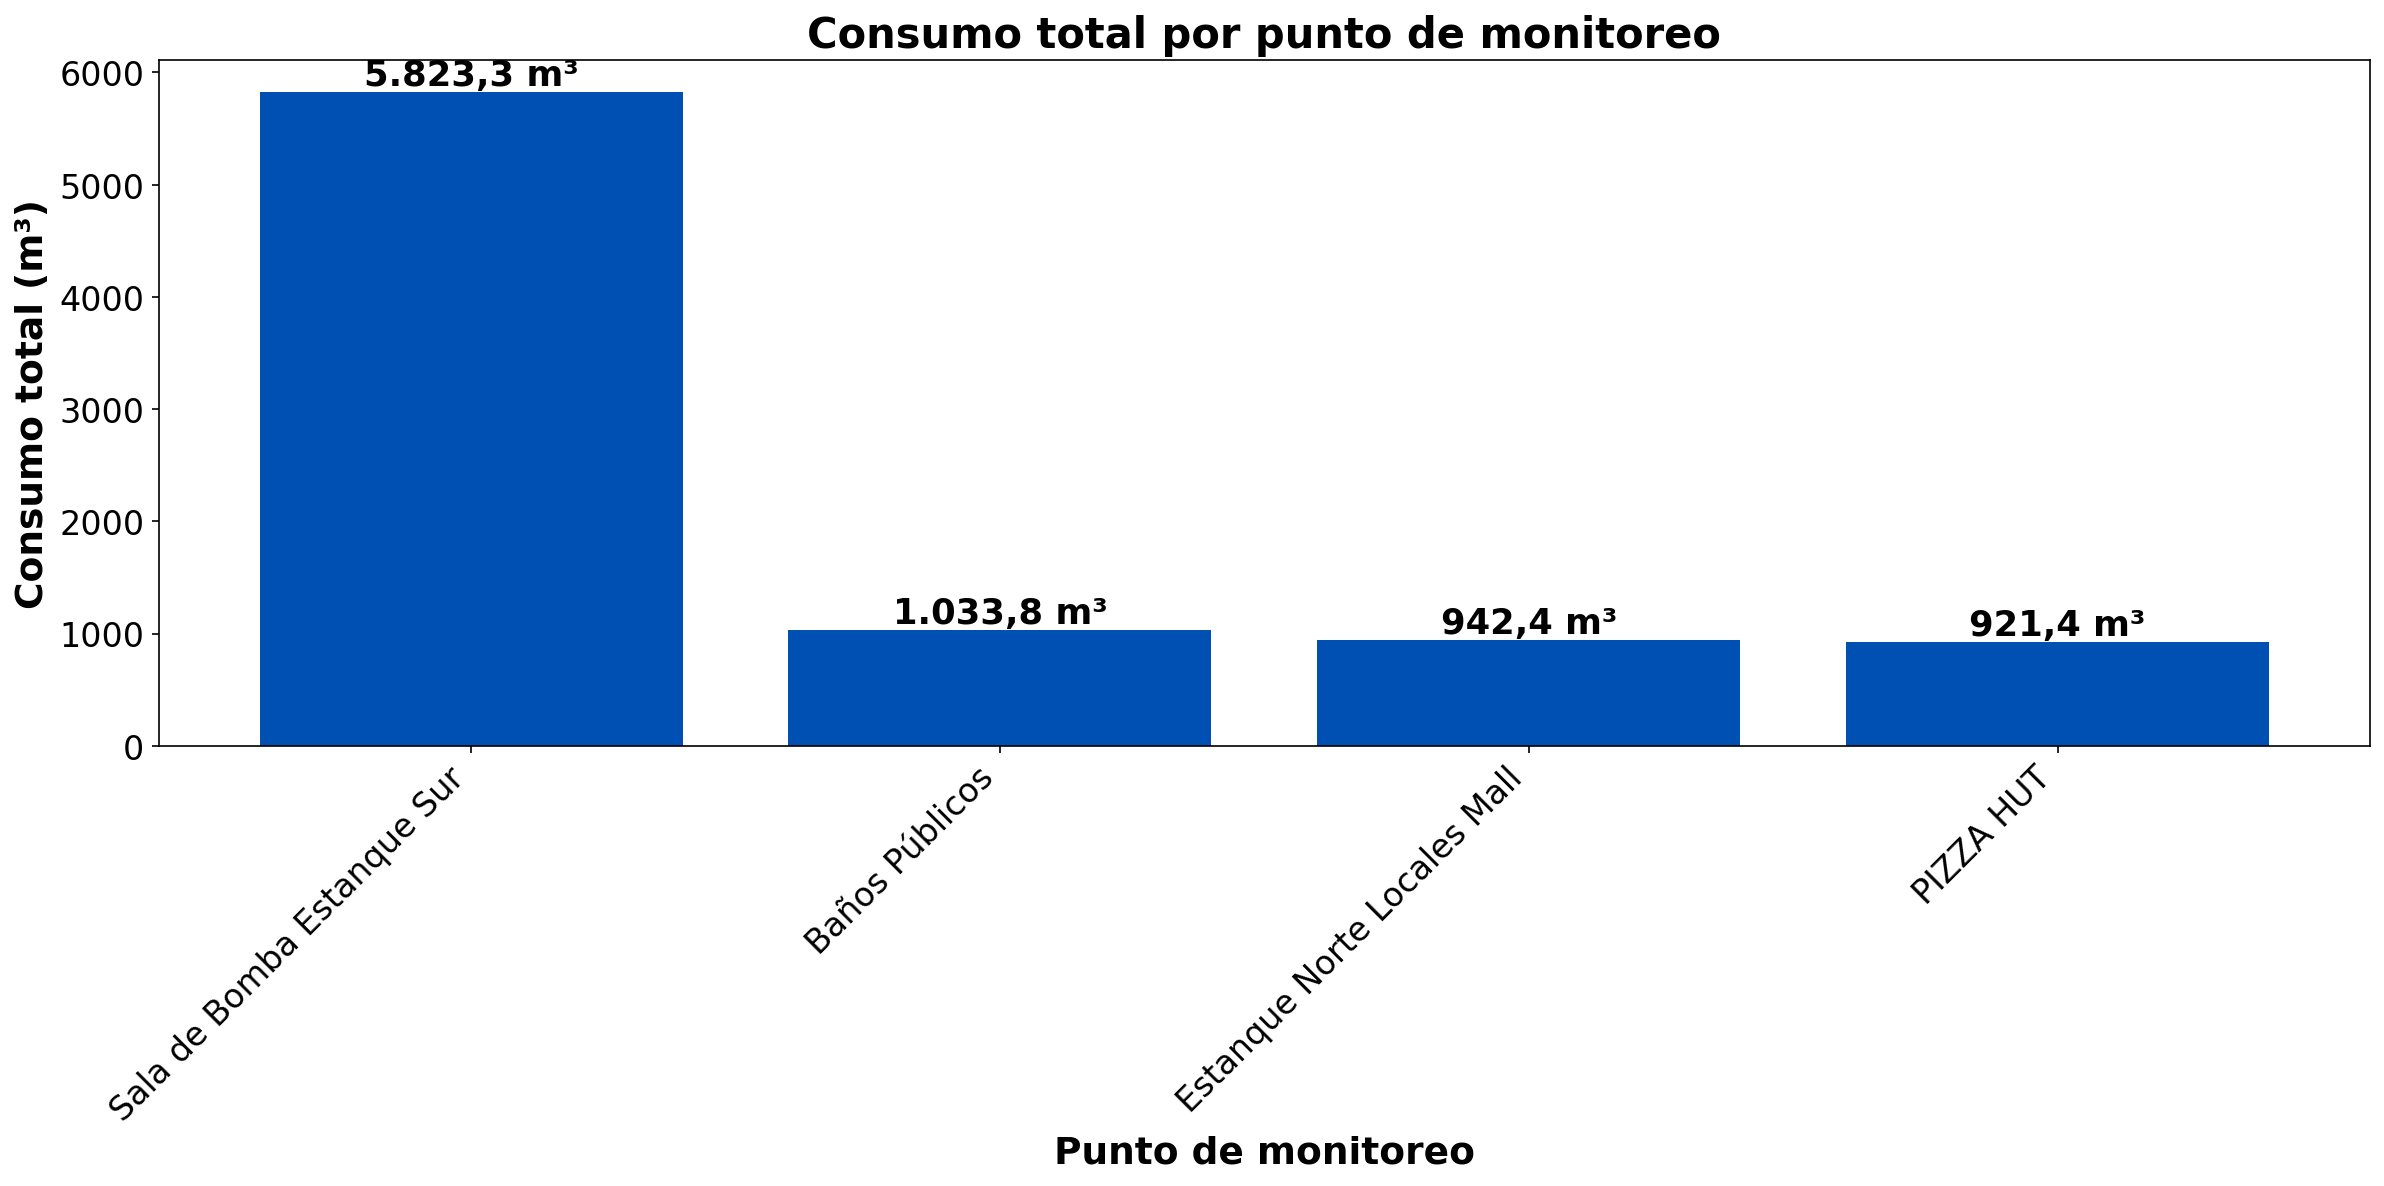 Consumo total por punto de monitoreo
Consumo total (m³)
6000
5000
4000
3000
2000
1000
0
5.823,3 m³
1.033,8 m³
942,4 m³
921,4 m³
Sala de Bomba Estanque Sur
Baños Públicos
Estanque Norte Locales Mall
PIZZA HUT
Punto de monitoreo